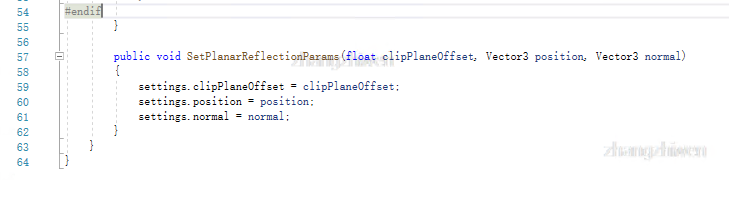 54 #endif
55 }
56
57 public void SetPlanarReflectionParams(float clipPlaneOffset, Vector3 position, Vector3 normal)
58 {
59 settings.clipPlaneOffset = clipPlaneOffset;
60 settings.position = position;
61 settings.normal = normal;
62 }
63 }
64 }
zhangzhiwen